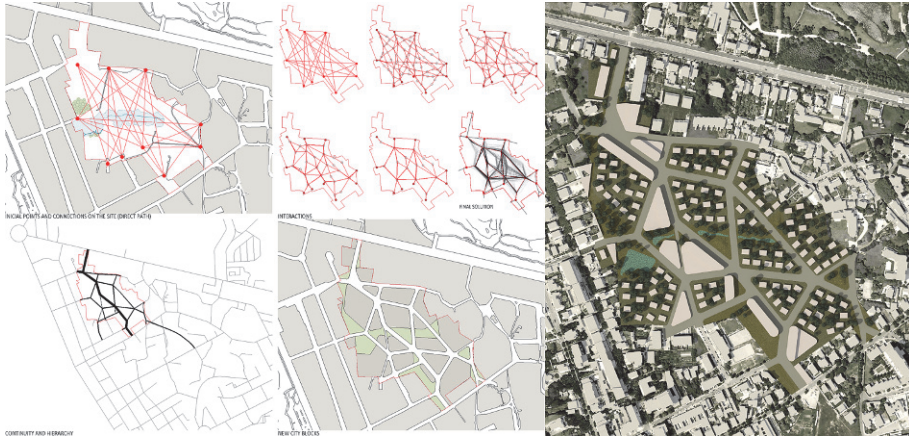 INICIAL POINTS AND CONNECTIONS ON THE SITE (DIRECT PATH)
INTERACTIONS
FINAL SOLUTION
CONTINUITY AND HIERARCHY
NEW CITY BLOCKS